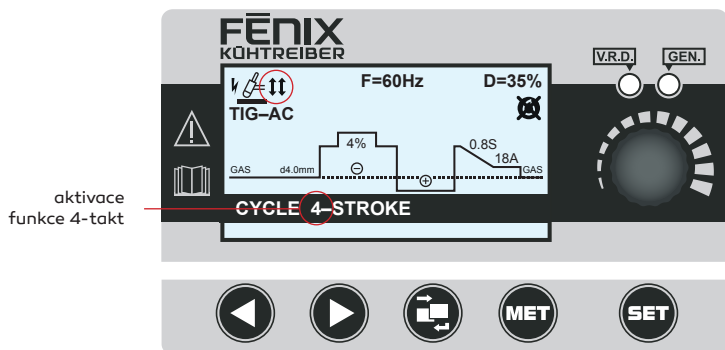 FĒNIX
KÜHTREIBER
V.R.D. GEN.
F=60Hz D=35%
TIG–AC
4% 0.8S
18A
GAS d4.0mm GAS
aktivace
funkce 4-takt
CYCLE 4–STROKE
MET SET